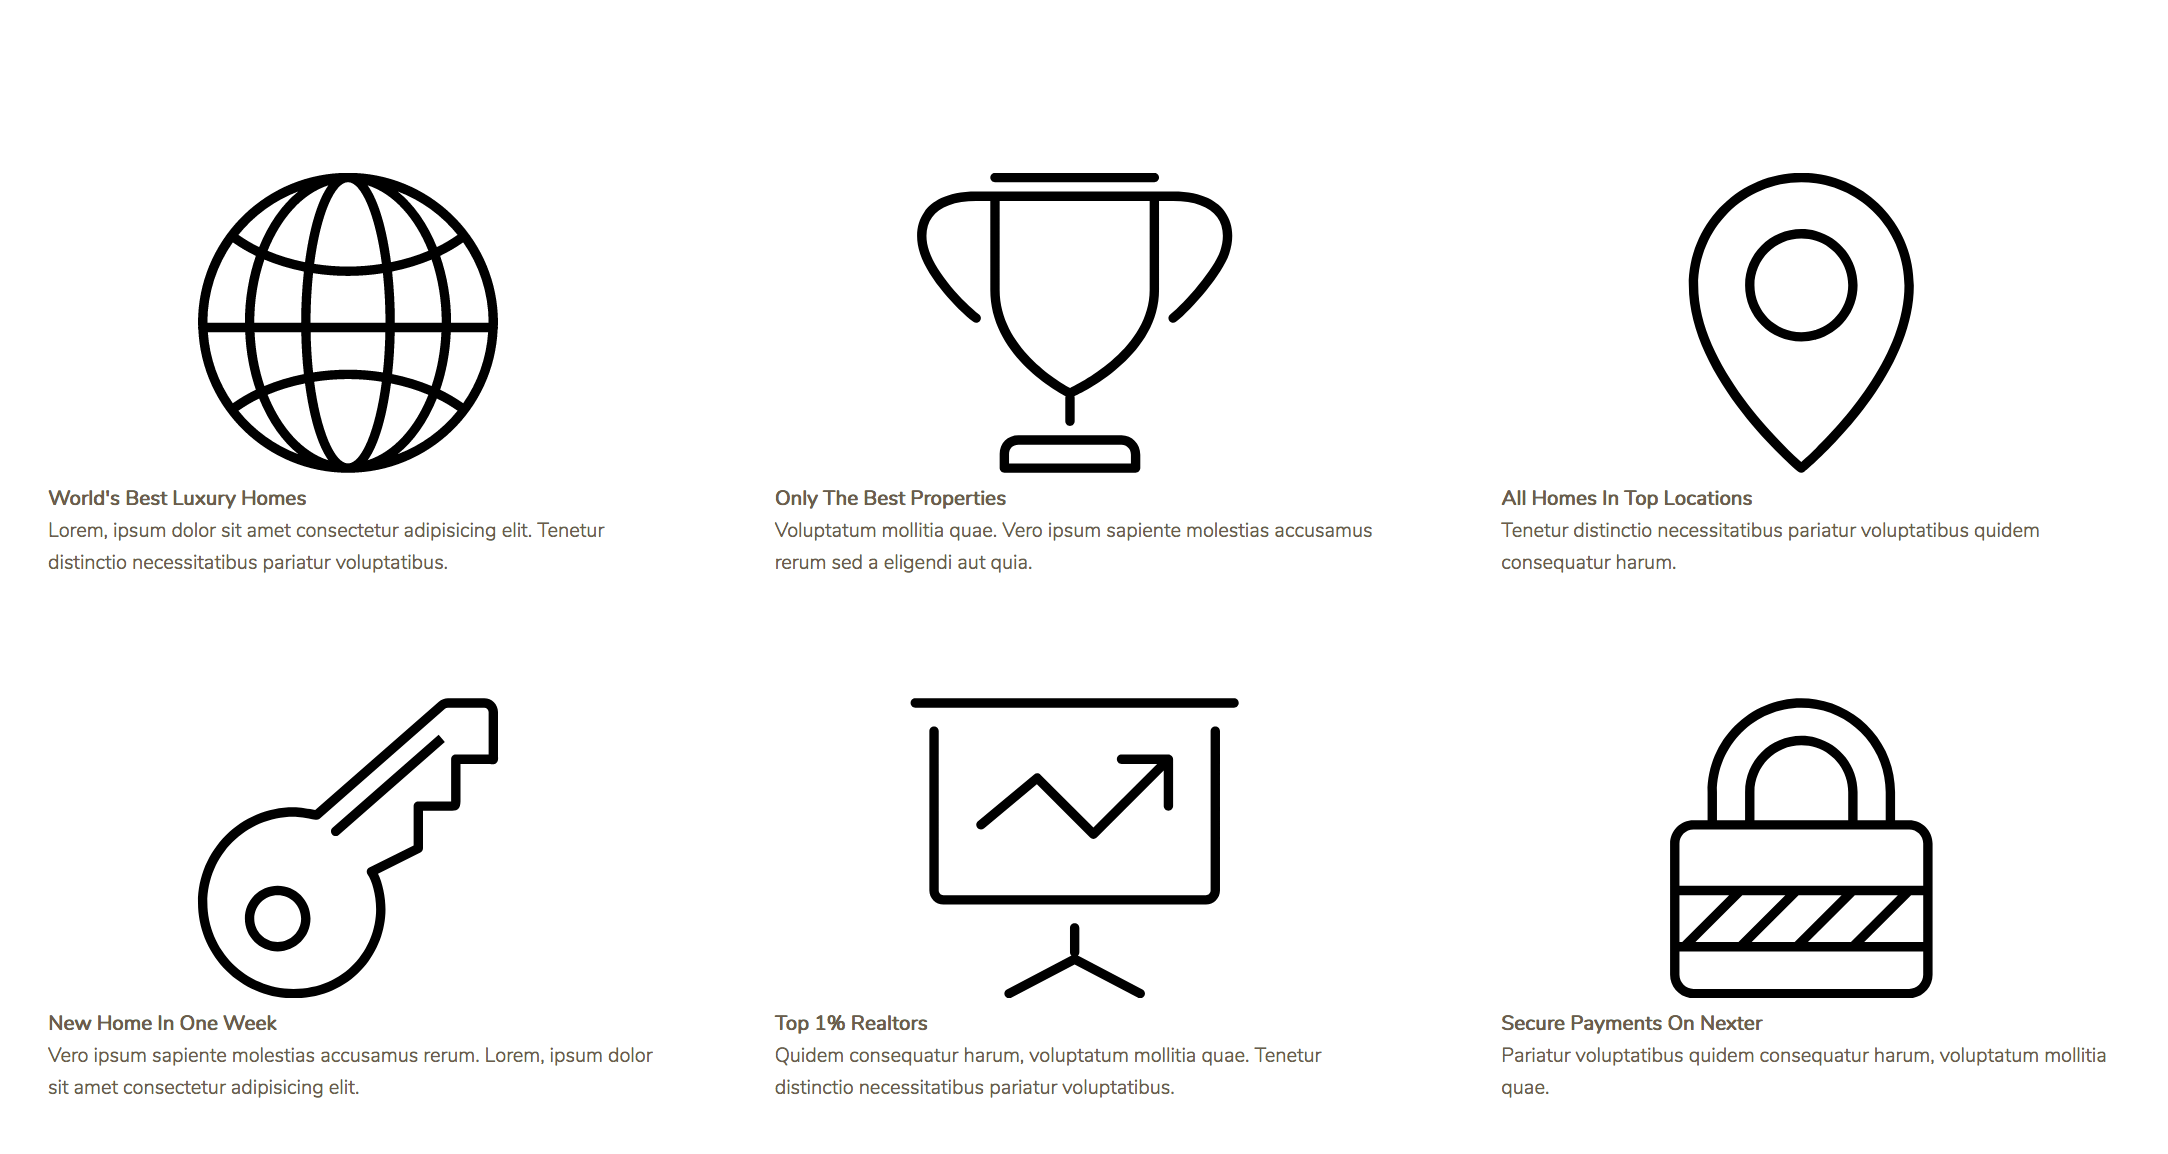 World's Best Luxury Homes
Lorem, ipsum dolor sit amet consectetur adipisicing elit. Tenetur
distinctio necessitatibus pariatur voluptatibus.
Only The Best Properties
Voluptatum mollitia quae. Vero ipsum sapiente molestias accusamus
rerum sed a eligendi aut quia.
All Homes In Top Locations
Tenetur distinctio necessitatibus pariatur voluptatibus quidem
consequatur harum.
New Home In One Week
Vero ipsum sapiente molestias accusamus rerum. Lorem, ipsum dolor
sit amet consectetur adipisicing elit.
Top 1% Realtors
Quidem consequatur harum, voluptatum mollitia quae. Tenetur
distinctio necessitatibus pariatur voluptatibus.
Secure Payments On Nexter
Pariatur voluptatibus quidem consequatur harum, voluptatum mollitia
quae.